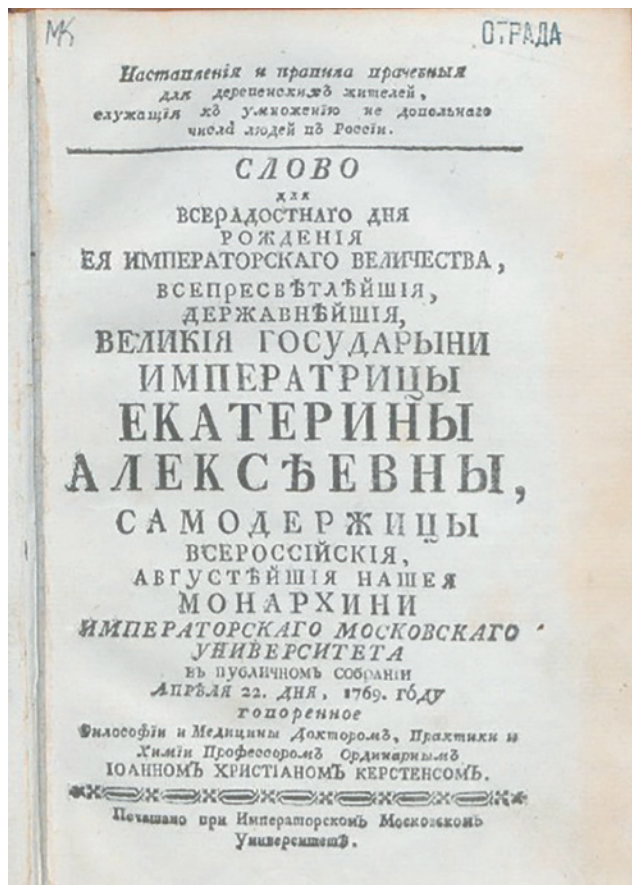 МК
ОТРАДА
Наставленія и правила врачебныя
для деревенскихъ жителей,
служащія къ умноженію не довольнаго
числа людей въ Россіи.
СЛОВО
для
ВСЕРАДОСТНАГО ДНЯ
РОЖДЕНІЯ
ЕЯ ИМПЕРАТОРСКАГО ВЕЛИЧЕСТВА,
ВСЕПРЕСВѢТЛѢЙШІЯ,
ДЕРЖАВНѢЙШІЯ,
ВЕЛИКІЯ ГОСУДАРЫНИ
ИМПЕРАТРИЦЫ
ЕКАТЕРИНЫ
АЛЕКСѢЕВНЫ,
САМОДЕРЖИЦЫ
ВСЕРОССІЙСКІЯ,
АВГУСТѢЙШІЯ НАШЕЯ
МОНАРХИНИ
ИМПЕРАТОРСКАГО МОСКОВСКАГО
УНИВЕРСИТЕТА
въ публичномъ собраніи
АПРѢЛЯ 22. ДНЯ, 1769. ГОДУ
говоренное
Философіи и Медицины Докторомъ, Практики и
Химіи Профессоромъ Ординарнымъ
ІОАННОМЪ ХРИСТІАНОМЪ КЕРСТЕНСОМЪ.
Печатано при Императорскомъ Московскомъ
Университетѣ.